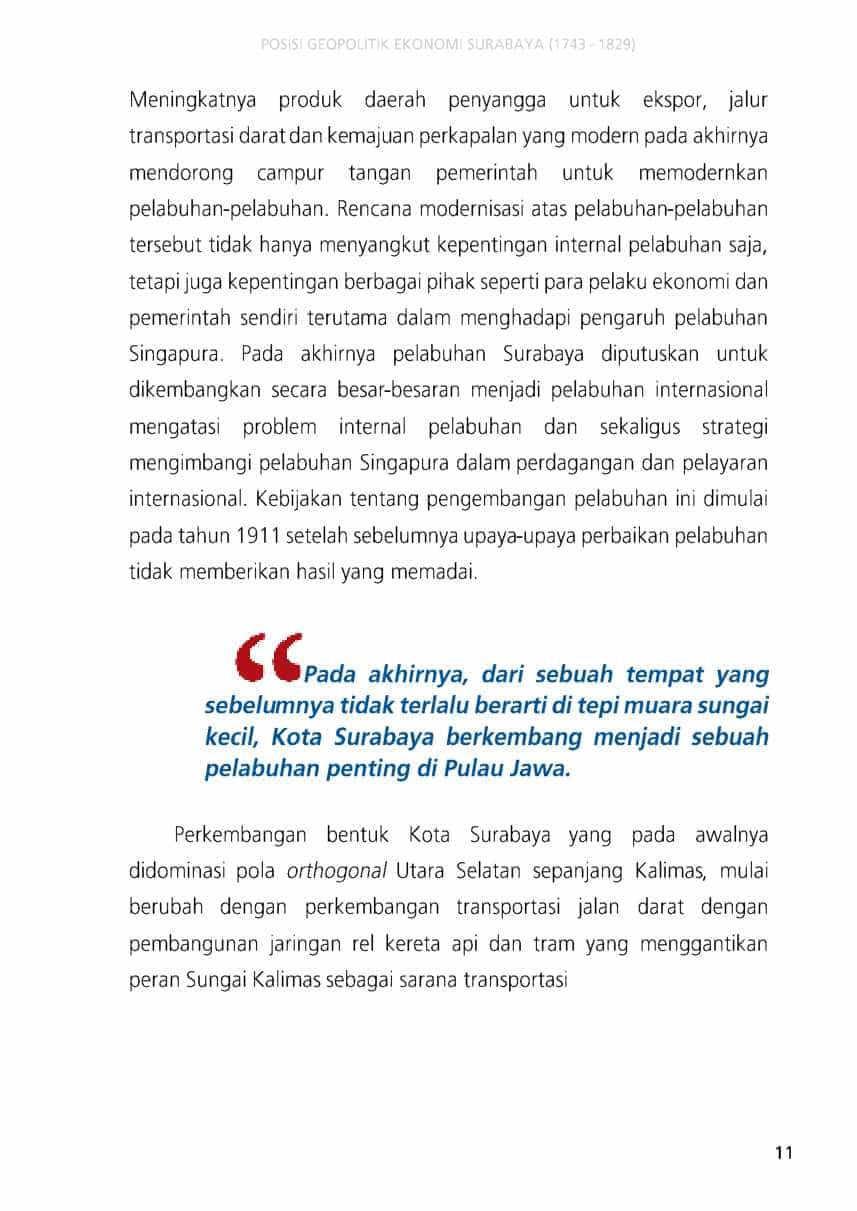 POSISI GEOPOLITIK EKONOMI SURABAYA (1743 - 1829)
Meningkatnya produk daerah penyangga untuk ekspor, jalur
transportasi darat dan kemajuan perkapalan yang modern pada akhirnya
mendorong campur tangan pemerintah untuk memodernkan
pelabuhan-pelabuhan. Rencana modernisasi atas pelabuhan-pelabuhan
tersebut tidak hanya menyangkut kepentingan internal pelabuhan saja,
tetapi juga kepentingan berbagai pihak seperti para pelaku ekonomi dan
pemerintah sendiri terutama dalam menghadapi pengaruh pelabuhan
Singapura. Pada akhirnya pelabuhan Surabaya diputuskan untuk
dikembangkan secara besar-besaran menjadi pelabuhan internasional
mengatasi problem internal pelabuhan dan sekaligus strategi
mengimbangi pelabuhan Singapura dalam perdagangan dan pelayaran
internasional. Kebijakan tentang pengembangan pelabuhan ini dimulai
pada tahun 1911 setelah sebelumnya upaya-upaya perbaikan pelabuhan
tidak memberikan hasil yang memadai.
“Pada akhirnya, dari sebuah tempat yang
sebelumnya tidak terlalu berarti di tepi muara sungai
kecil, Kota Surabaya berkembang menjadi sebuah
pelabuhan penting di Pulau Jawa.
Perkembangan bentuk Kota Surabaya yang pada awalnya
didominasi pola orthogonal Utara Selatan sepanjang Kalimas, mulai
berubah dengan perkembangan transportasi jalan darat dengan
pembangunan jaringan rel kereta api dan tram yang menggantikan
peran Sungai Kalimas sebagai sarana transportasi
11